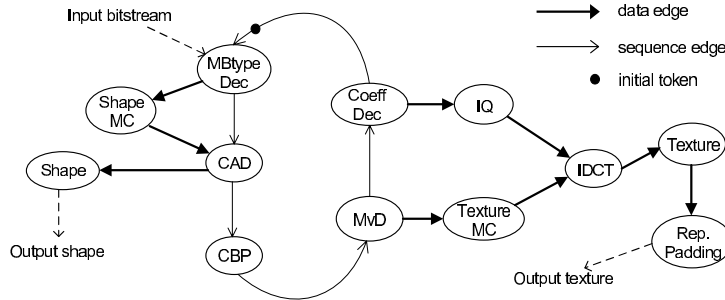 Input bitstream
data edge
sequence edge
initial token
MBtype
Dec
Shape
MC
Coeff
Dec
IQ
Shape
CAD
IDCT
Texture
MvD
Texture
MC
Output shape
CBP
Rep.
Padding
Output texture